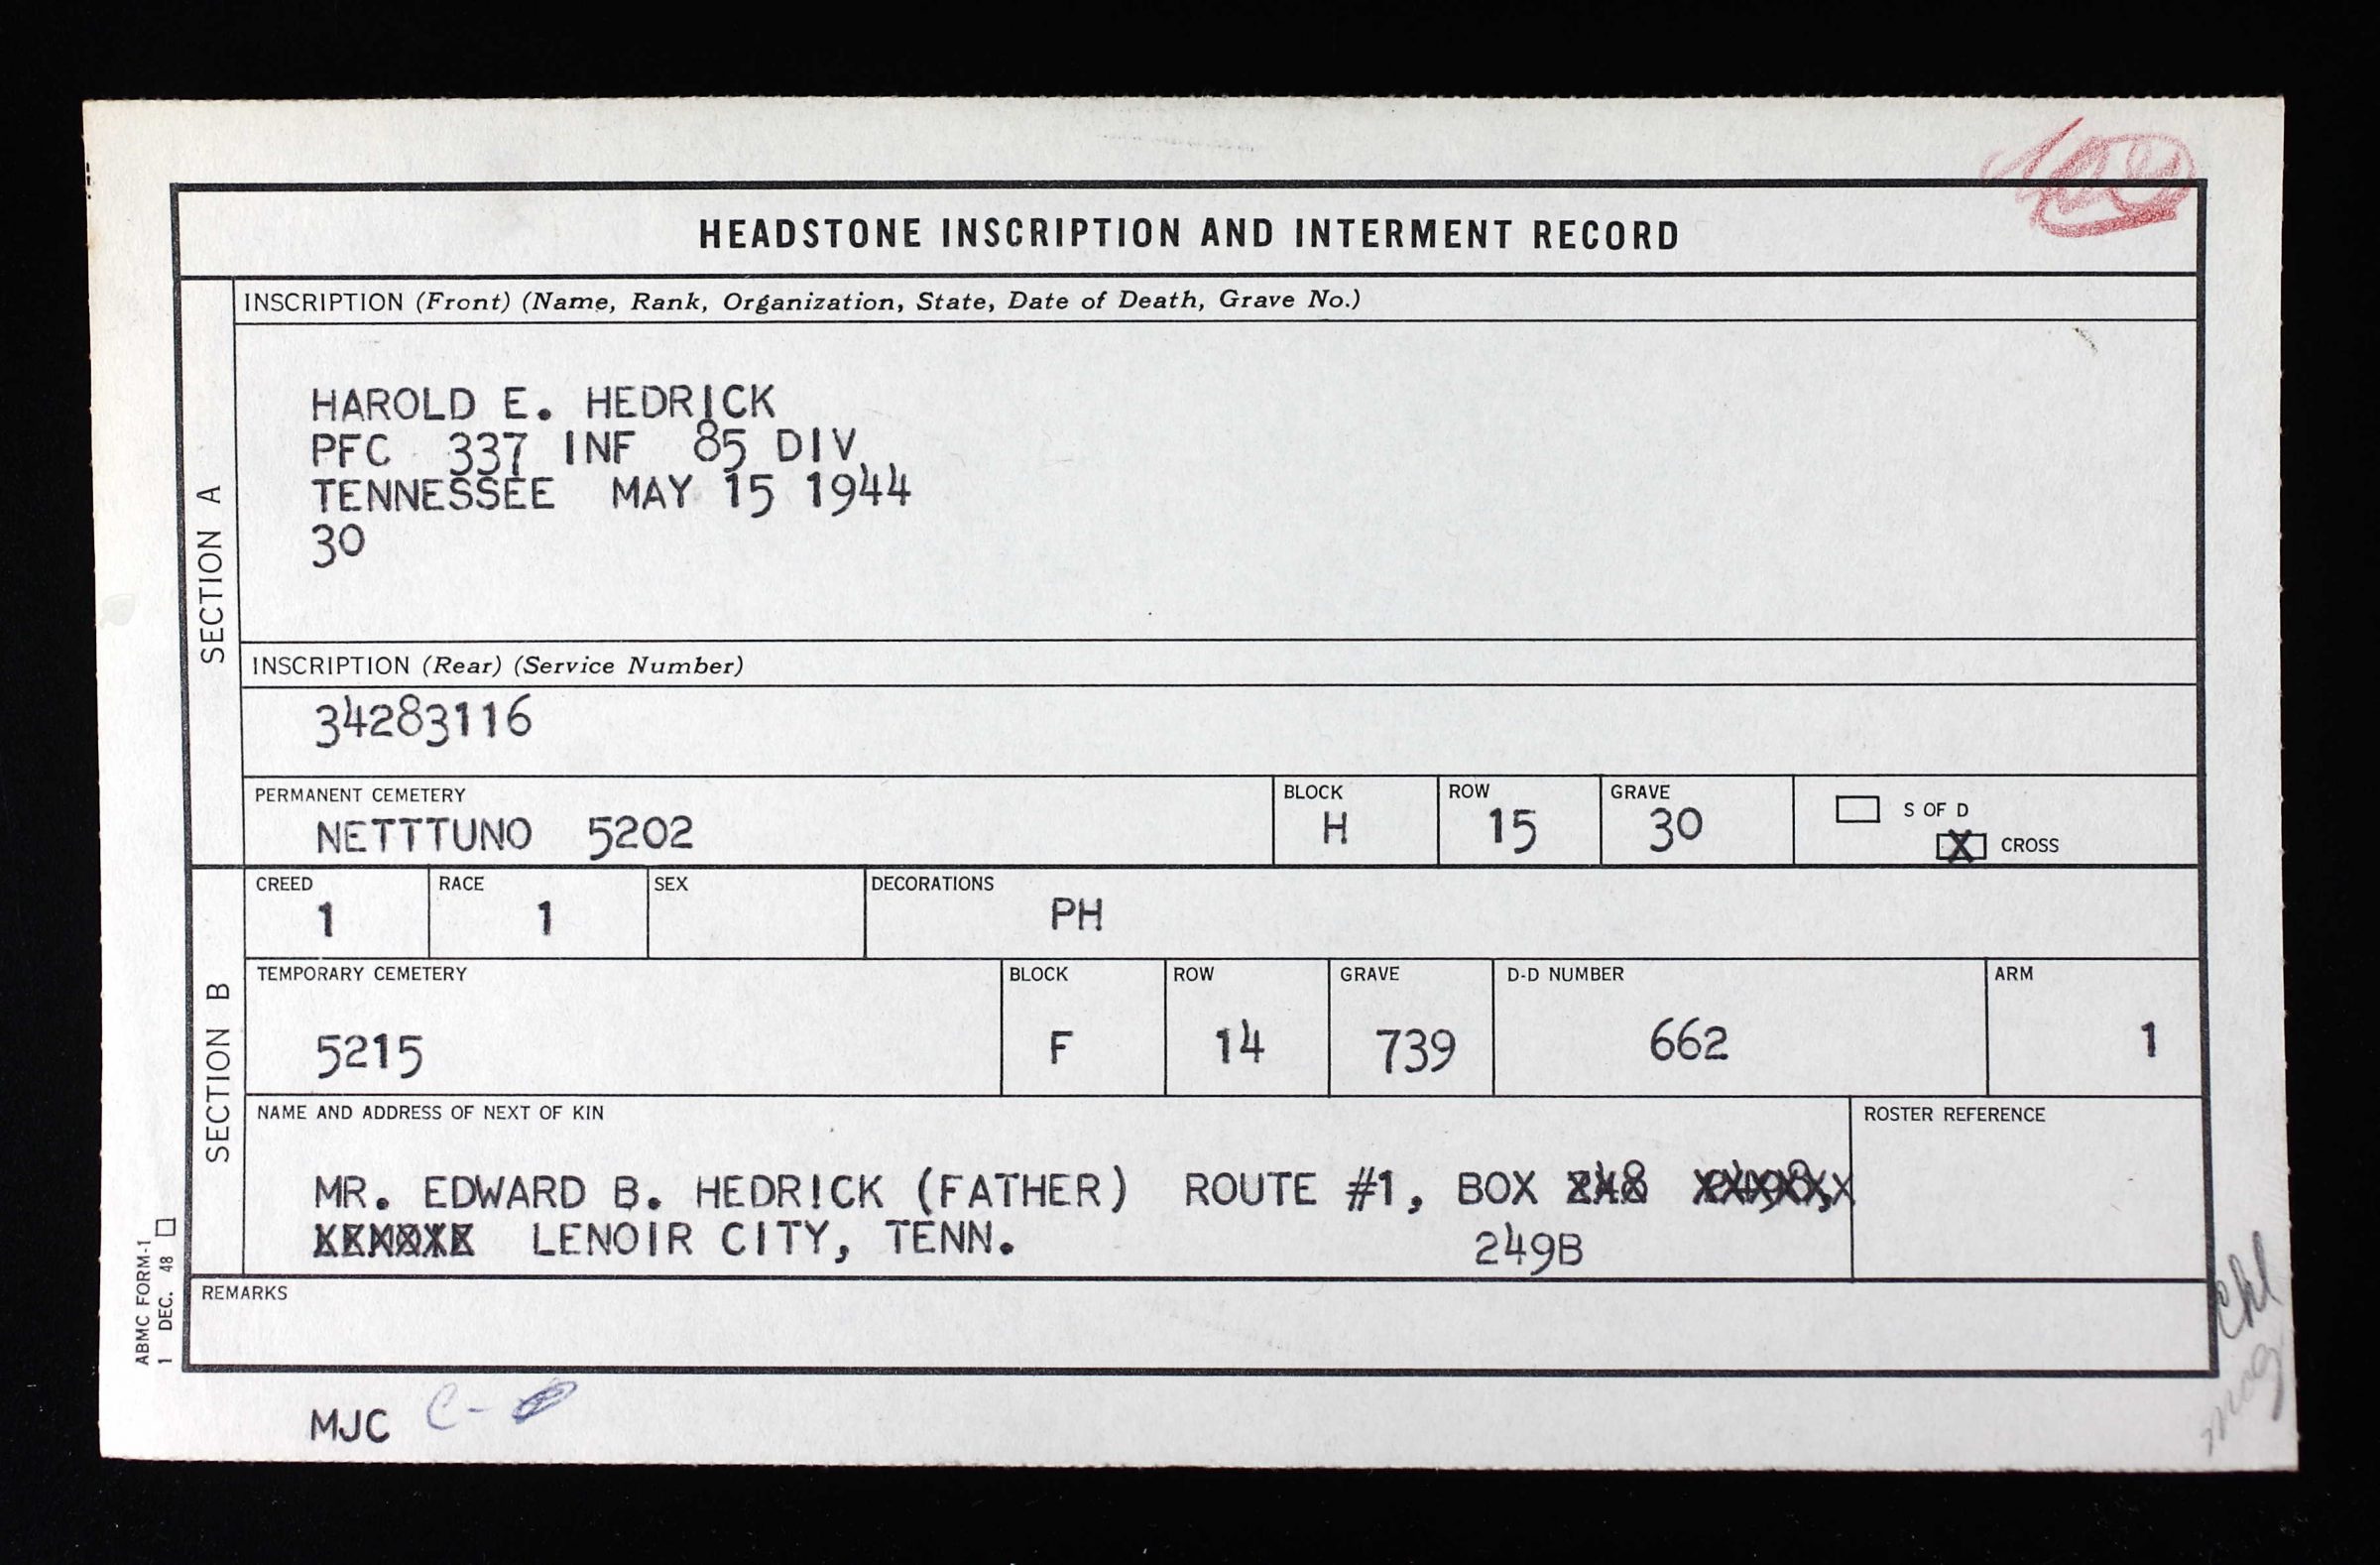 HEADSTONE INSCRIPTION AND INTERMENT RECORD
SECTION A
INSCRIPTION (Front) (Name, Rank, Organization, State, Date of Death, Grave No.)
HAROLD E. HEDRICK
PFC 337 INF 85 DIV
TENNESSEE MAY 15 1944
30
INSCRIPTION (Rear) (Service Number)
34283116
PERMANENT CEMETERY BLOCK ROW GRAVE
NETTTUNO 5202 H 15 30
S OF D
X CROSS
SECTION B
CREED RACE SEX DECORATIONS
1 1 PH
TEMPORARY CEMETERY BLOCK ROW GRAVE D-D NUMBER ARM
5215 F 14 739 662 1
NAME AND ADDRESS OF NEXT OF KIN ROSTER REFERENCE
MR. EDWARD B. HEDRICK (FATHER) ROUTE #1, BOX
LENOIR CITY, TENN. 249B
REMARKS
ABMC FORM-1
1 DEC. 48
MJC C-